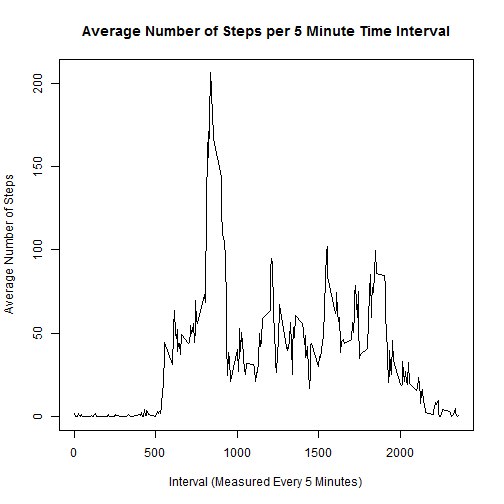 Average Number of Steps per 5 Minute Time Interval
Average Number of Steps
200
150
100
50
0
0 500 1000 1500 2000
Interval (Measured Every 5 Minutes)